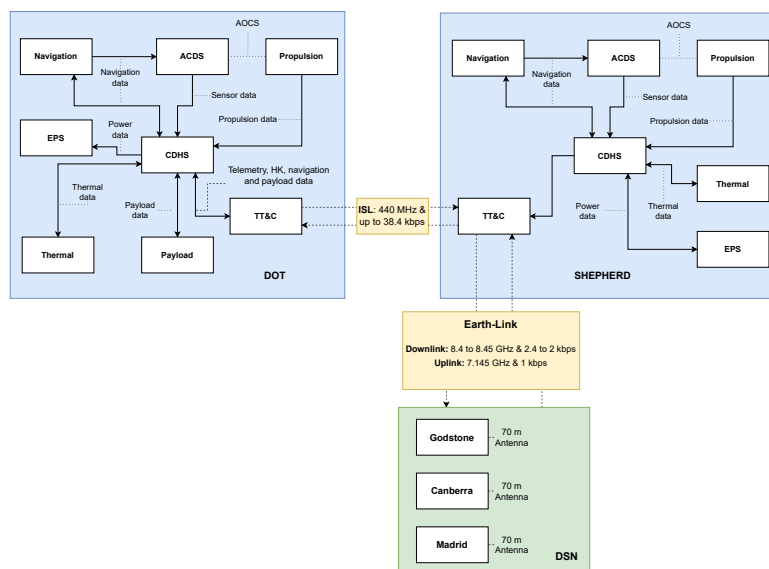 AOCS
Navigation
ACDS
Propulsion
Navigation
data
Sensor data
Propulsion data
Power
data
EPS
CDHS
Thermal
data
Payload
data
Telemetry, HK, navigation
and payload data
TT&C
Thermal
Payload
DOT
ISL: 440 MHz &
up to 38.4 kbps
AOCS
Navigation
ACDS
Propulsion
Navigation
data
Sensor data
Propulsion data
CDHS
Thermal
Power
data
Thermal
data
TT&C
EPS
SHEPHERD
Earth-Link
Downlink: 8.4 to 8.45 GHz & 2.4 to 2 kbps
Uplink: 7.145 GHz & 1 kbps
Godstone
70 m
Antenna
Canberra
70 m
Antenna
Madrid
70 m
Antenna
DSN